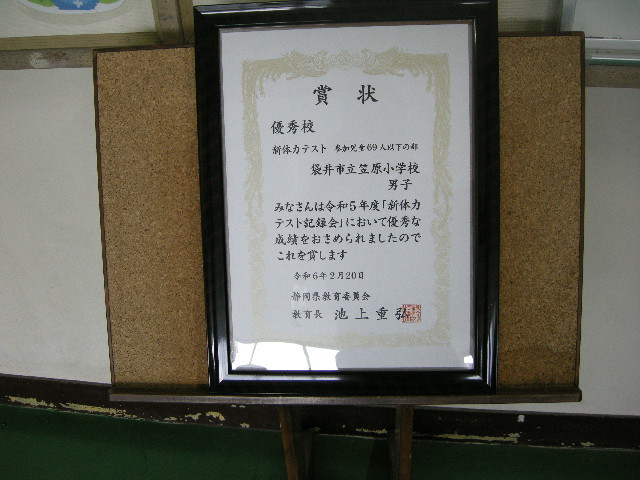 賞状
優秀校
新体力テスト 参加児童69人以下の部
袋井市立笠原小学校
男子
みなさんは令和5年度「新体力
テスト記録会」において優秀な
成績をおさめられましたので
これを賞します
令和6年2月20日
静岡県教育委員会
教育長 池上重弘